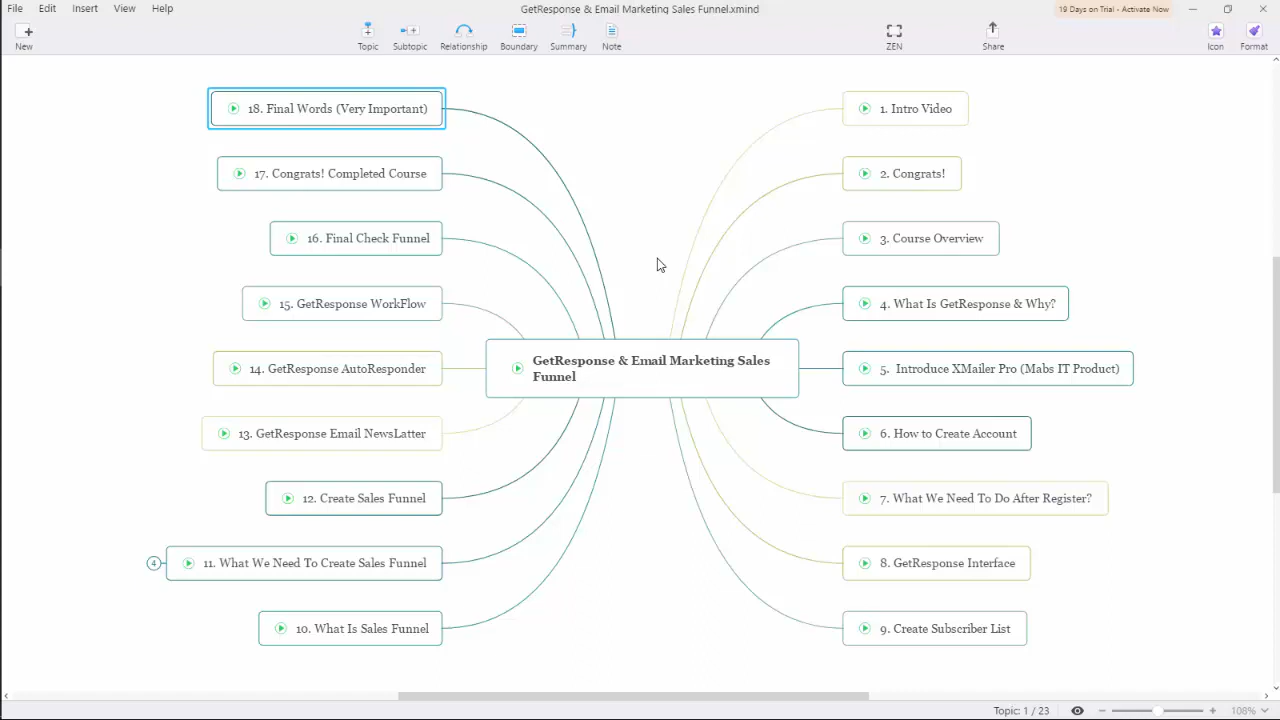 File Edit Insert View Help
GetResponse & Email Marketing Sales Funnel.xmind
19 Days on Trial - Activate Now
New
Topic
Subtopic
Relationship
Boundary
Summary
Note
ZEN
Share
Icon
Format
18. Final Words (Very Important)
17. Congrats! Completed Course
16. Final Check Funnel
15. GetResponse WorkFlow
14. GetResponse AutoResponder
13. GetResponse Email NewsLatter
12. Create Sales Funnel
4
11. What We Need To Create Sales Funnel
10. What Is Sales Funnel
GetResponse & Email Marketing Sales
Funnel
1. Intro Video
2. Congrats!
3. Course Overview
4. What Is GetResponse & Why?
5. Introduce XMailer Pro (Mabs IT Product)
6. How to Create Account
7. What We Need To Do After Register?
8. GetResponse Interface
9. Create Subscriber List
Topic: 1 / 23
108%